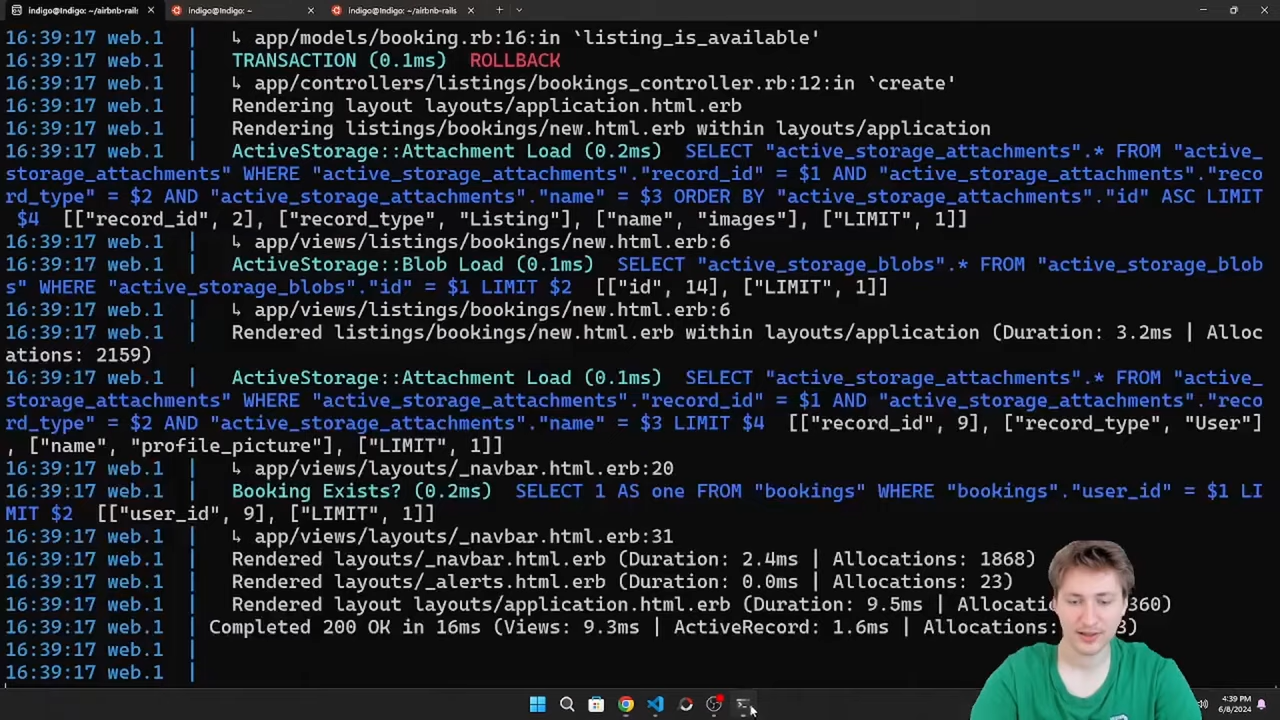 indigo@Indigo: ~/airbnb-rails
indigo@Indigo: ~
indigo@Indigo: ~/airbnb-rails
16:39:17 web.1 | ↳ app/models/booking.rb:16:in `listing_is_available'
16:39:17 web.1 | TRANSACTION (0.1ms) ROLLBACK
16:39:17 web.1 | ↳ app/controllers/listings/bookings_controller.rb:12:in `create'
16:39:17 web.1 | Rendering layout layouts/application.html.erb
16:39:17 web.1 | Rendering listings/bookings/new.html.erb within layouts/application
16:39:17 web.1 | ActiveStorage::Attachment Load (0.2ms) SELECT "active_storage_attachments".* FROM "active_
storage_attachments" WHERE "active_storage_attachments"."record_id" = $1 AND "active_storage_attachments"."reco
rd_type" = $2 AND "active_storage_attachments"."name" = $3 ORDER BY "active_storage_attachments"."id" ASC LIMIT
$4 [["record_id", 2], ["record_type", "Listing"], ["name", "images"], ["LIMIT", 1]]
16:39:17 web.1 | ↳ app/views/listings/bookings/new.html.erb:6
16:39:17 web.1 | ActiveStorage::Blob Load (0.1ms) SELECT "active_storage_blobs".* FROM "active_storage_blob
s" WHERE "active_storage_blobs"."id" = $1 LIMIT $2 [["id", 14], ["LIMIT", 1]]
16:39:17 web.1 | ↳ app/views/listings/bookings/new.html.erb:6
16:39:17 web.1 | Rendered listings/bookings/new.html.erb within layouts/application (Duration: 3.2ms | Alloc
ations: 2159)
16:39:17 web.1 | ActiveStorage::Attachment Load (0.1ms) SELECT "active_storage_attachments".* FROM "active_
storage_attachments" WHERE "active_storage_attachments"."record_id" = $1 AND "active_storage_attachments"."reco
rd_type" = $2 AND "active_storage_attachments"."name" = $3 LIMIT $4 [["record_id", 9], ["record_type", "User"]
, ["name", "profile_picture"], ["LIMIT", 1]]
16:39:17 web.1 | ↳ app/views/layouts/_navbar.html.erb:20
16:39:17 web.1 | Booking Exists? (0.2ms) SELECT 1 AS one FROM "bookings" WHERE "bookings"."user_id" = $1 LI
MIT $2 [["user_id", 9], ["LIMIT", 1]]
16:39:17 web.1 | ↳ app/views/layouts/_navbar.html.erb:31
16:39:17 web.1 | Rendered layouts/_navbar.html.erb (Duration: 2.4ms | Allocations: 1868)
16:39:17 web.1 | Rendered layouts/_alerts.html.erb (Duration: 0.0ms | Allocations: 23)
16:39:17 web.1 | Rendered layout layouts/application.html.erb (Duration: 9.5ms | 360)
16:39:17 web.1 | Completed 200 OK in 16ms (Views: 9.3ms | ActiveRecord: 1.6ms | Allocations:
16:39:17 web.1 |
16:39:17 web.1 |
4:39 PM
6/8/2024